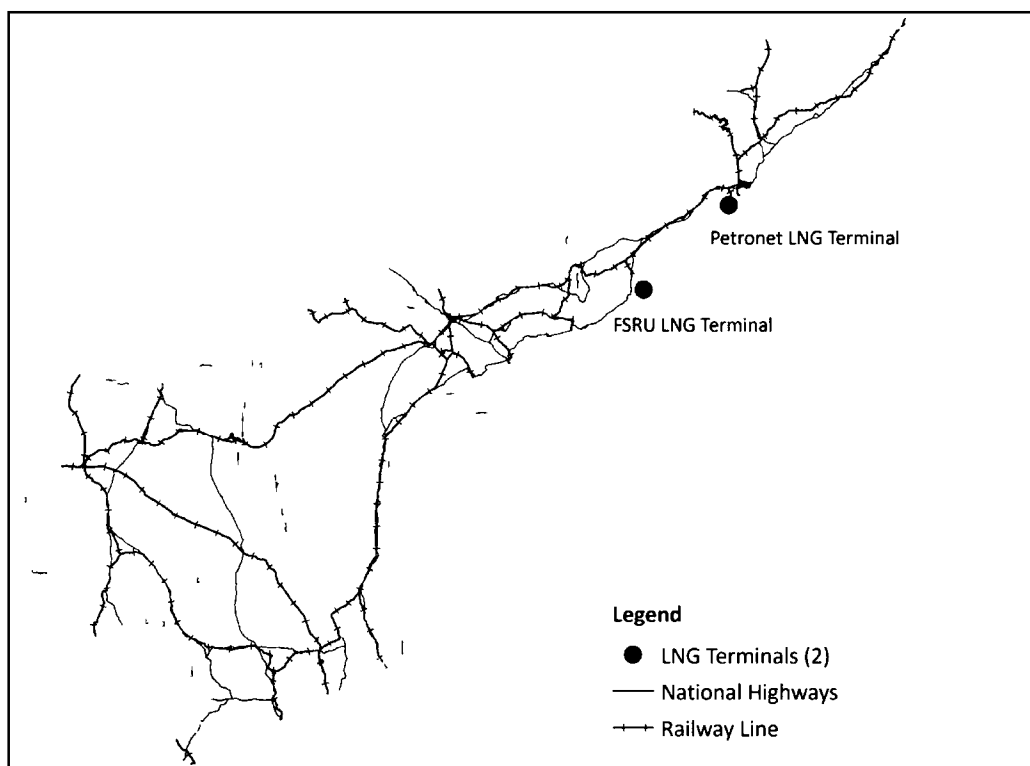 Petronet LNG Terminal
FSRU LNG Terminal
Legend
LNG Terminals (2)
National Highways
Railway Line